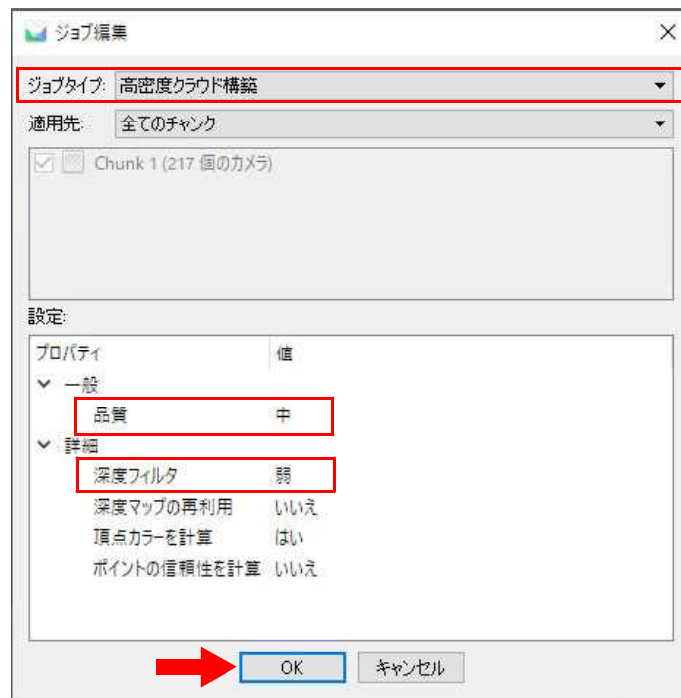 ジョブ編集
ジョブタイプ: 高密度クラウド構築
適用先: 全てのチャンク
Chunk 1 (217 個のカメラ)
設定:
プロパティ 値
一般
品質 中
詳細
深度フィルタ 弱
深度マップの再利用 いいえ
頂点カラーを計算 はい
ポイントの信頼性を計算 いいえ
OK キャンセル